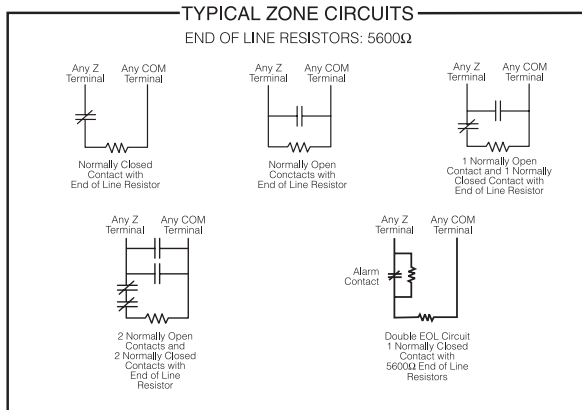 TYPICAL ZONE CIRCUITS
END OF LINE RESISTORS: 5600Ω
Any Z
Terminal
Any COM
Terminal
Normally Closed
Contact with
End of Line Resistor
Any Z
Terminal
Any COM
Terminal
Normally Open
Conctacts with
End of Line Resistor
Any Z
Terminal
Any COM
Terminal
1 Normally Open
Contact and 1 Normally
Closed Contact with
End of Line Resistor
Any Z
Terminal
Any COM
Terminal
2 Normally Open
Contacts and
2 Normally Closed
Contacts with
End of Line
Resistor
Any Z
Terminal
Any COM
Terminal
Alarm
Contact
Double EOL Circuit
1 Normally Closed
Contact with
5600Ω End of Line
Resistors